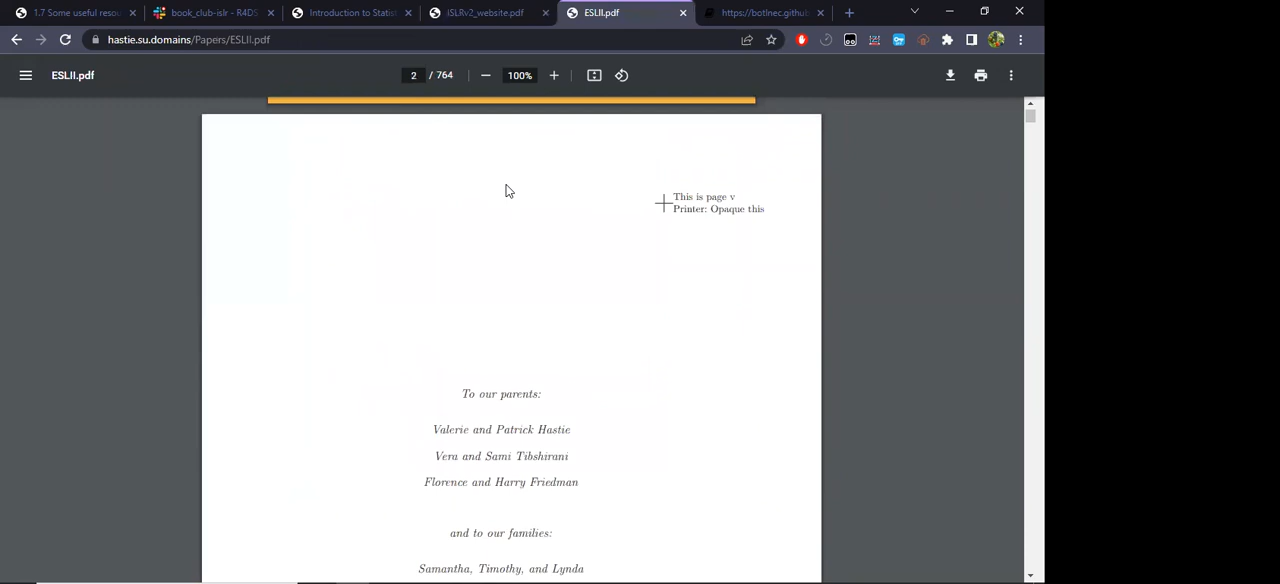 1.7 Some useful resou
book_club-islr - R4DS
Introduction to Statis
ISLRv2_website.pdf
ESLII.pdf
https://botlnec.github
hastie.su.domains/Papers/ESLII.pdf
ESLII.pdf
2 / 764
100%
This is page v
Printer: Opaque this
To our parents:
Valerie and Patrick Hastie
Vera and Sami Tibshirani
Florence and Harry Friedman
and to our families:
Samantha, Timothy, and Lynda